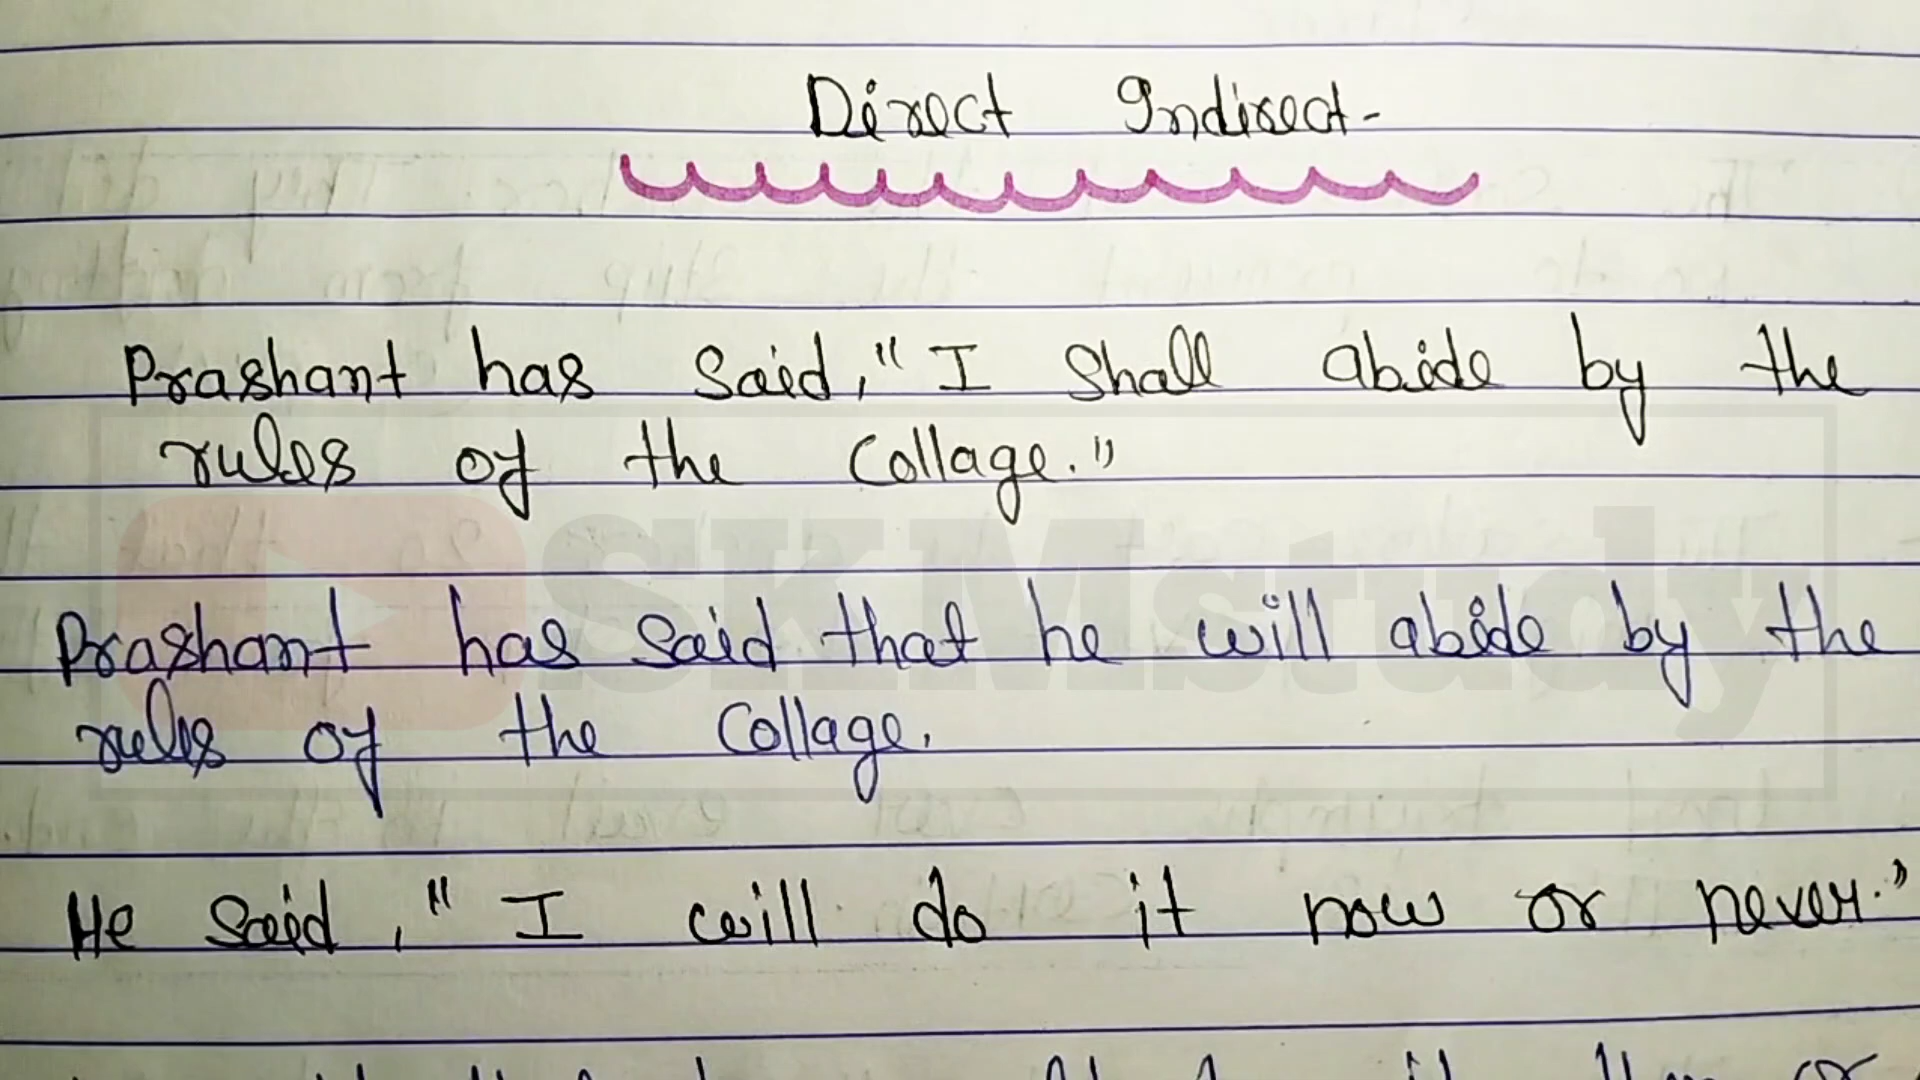 Direct Indirect-
Prashant has said, "I shall abide by the
rules of the Collage."
Prashant has said that he will abide by the
rules of the Collage.
He said, "I will do it now or never."
SKMstudy